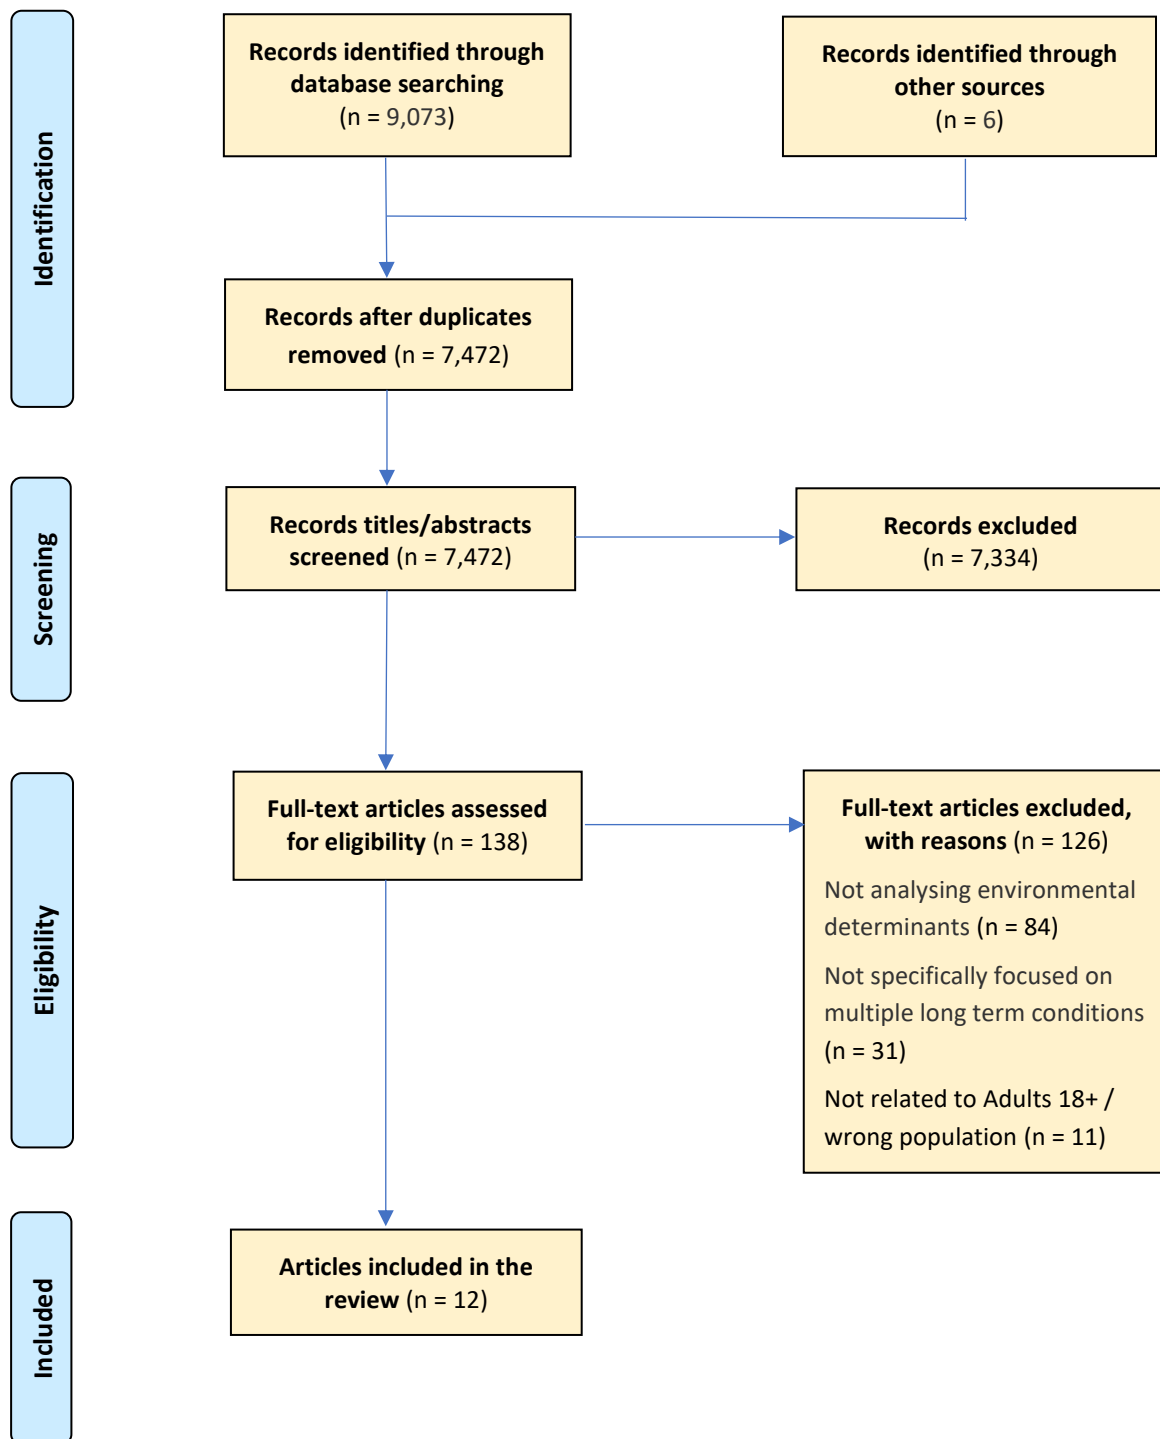 Identification
Records identified through
database searching
(n = 9,073)
Records identified through
other sources
(n = 6)
Records after duplicates
removed (n = 7,472)
Screening
Records titles/abstracts
screened (n = 7,472)
Records excluded
(n = 7,334)
Eligibility
Full-text articles assessed
for eligibility (n = 138)
Full-text articles excluded,
with reasons (n = 126)
Not analysing environmental
determinants (n = 84)
Not specifically focused on
multiple long term conditions
(n = 31)
Not related to Adults 18+ /
wrong population (n = 11)
Included
Articles included in the
review (n = 12)